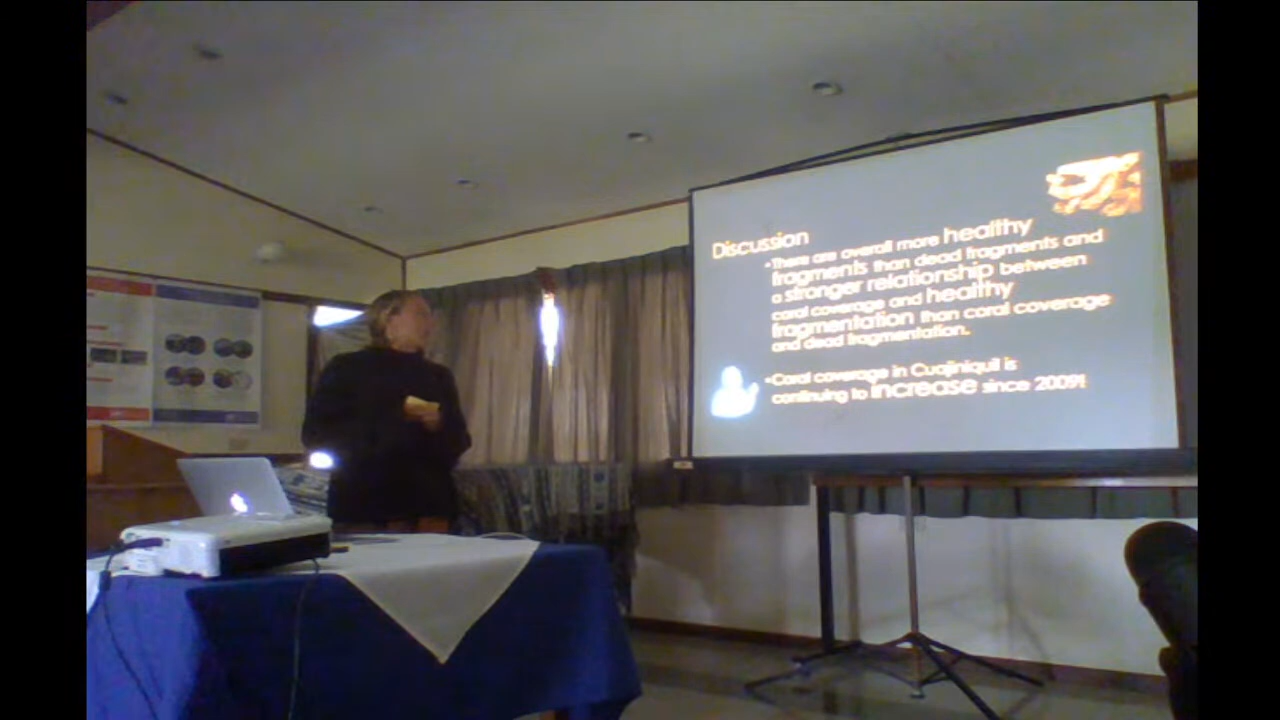 Discussion
•There are overall more healthy
fragments than dead fragments and
a stronger relationship between
coral coverage and healthy
fragmentation than coral coverage
and dead fragmentation.
•Coral coverage in Cuajiniquil is
continuing to increase since 2009!